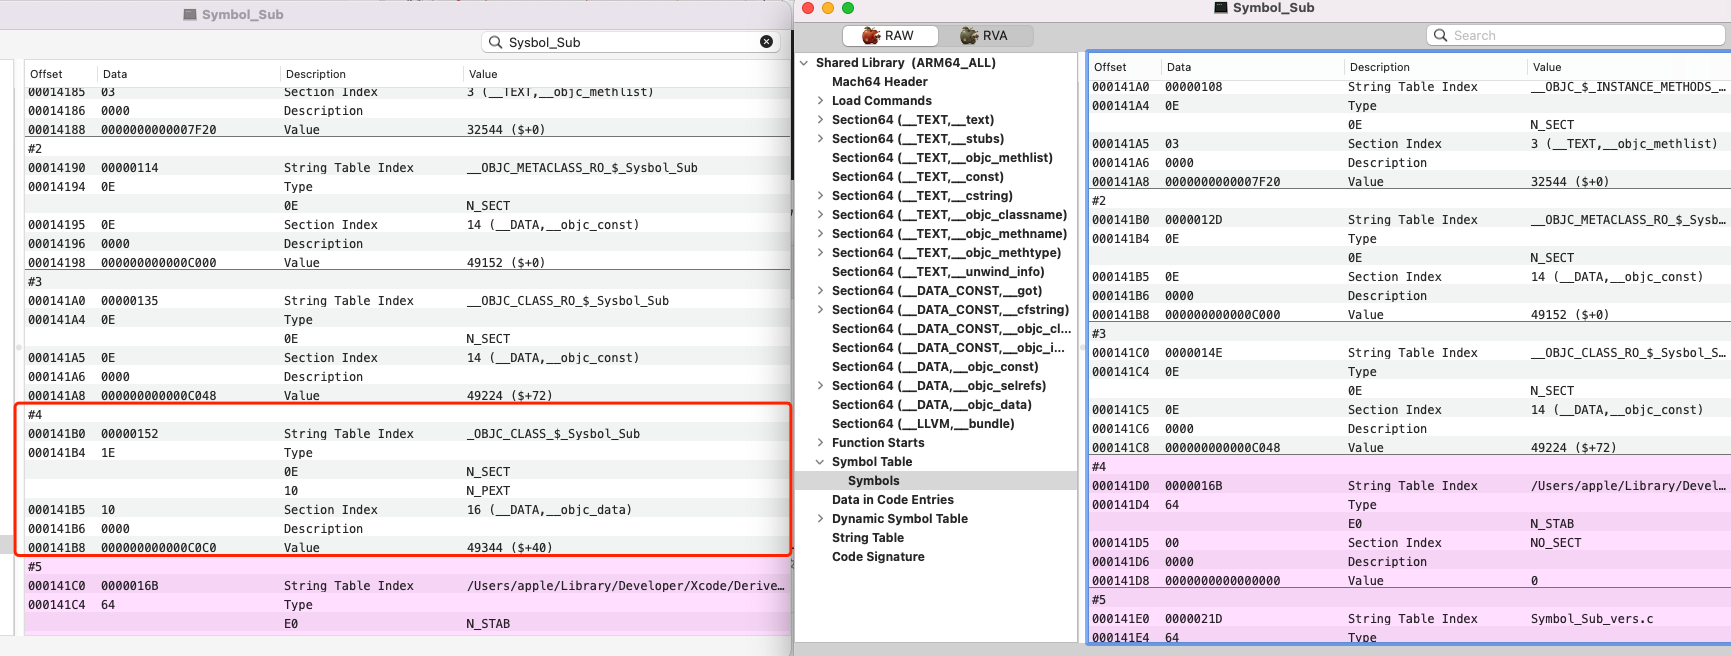 Symbol_Sub
Sysbol_Sub
Offset Data Description Value
00014185 03 Section Index 3 (__TEXT,__objc_methlist)
00014186 0000 Description
00014188 0000000000007F20 Value 32544 ($+0)
#2
00014190 00000114 String Table Index __OBJC_METACLASS_RO_$_Sysbol_Sub
00014194 0E Type
0E N_SECT
00014195 0E Section Index 14 (__DATA,__objc_const)
00014196 0000 Description
00014198 000000000000C000 Value 49152 ($+0)
#3
000141A0 00000135 String Table Index __OBJC_CLASS_RO_$_Sysbol_Sub
000141A4 0E Type
0E N_SECT
000141A5 0E Section Index 14 (__DATA,__objc_const)
000141A6 0000 Description
000141A8 000000000000C048 Value 49224 ($+72)
#4
000141B0 00000152 String Table Index _OBJC_CLASS_$_Sysbol_Sub
000141B4 1E Type
0E N_SECT
10 N_PEXT
000141B5 10 Section Index 16 (__DATA,__objc_data)
000141B6 0000 Description
000141B8 000000000000C0C0 Value 49344 ($+40)
#5
000141C0 0000016B String Table Index /Users/apple/Library/Developer/Xcode/Derive…
000141C4 64 Type
E0 N_STAB
Symbol_Sub
RAW RVA
Search
Shared Library (ARM64_ALL)
Mach64 Header
Load Commands
Section64 (__TEXT,__text)
Section64 (__TEXT,__stubs)
Section64 (__TEXT,__objc_methlist)
Section64 (__TEXT,__const)
Section64 (__TEXT,__cstring)
Section64 (__TEXT,__objc_classname)
Section64 (__TEXT,__objc_methname)
Section64 (__TEXT,__objc_methtype)
Section64 (__TEXT,__unwind_info)
Section64 (__DATA_CONST,__got)
Section64 (__DATA_CONST,__cfstring)
Section64 (__DATA_CONST,__objc_cl...
Section64 (__DATA_CONST,__objc_i...
Section64 (__DATA,__objc_const)
Section64 (__DATA,__objc_selrefs)
Section64 (__DATA,__objc_data)
Section64 (__LLVM,__bundle)
Function Starts
Symbol Table
Symbols
Data in Code Entries
Dynamic Symbol Table
String Table
Code Signature
Offset Data Description Value
000141A0 00000108 String Table Index __OBJC_$_INSTANCE_METHODS_…
000141A4 0E Type
0E N_SECT
000141A5 03 Section Index 3 (__TEXT,__objc_methlist)
000141A6 0000 Description
000141A8 0000000000007F20 Value 32544 ($+0)
#2
000141B0 0000012D String Table Index __OBJC_METACLASS_RO_$_Sysb…
000141B4 0E Type
0E N_SECT
000141B5 0E Section Index 14 (__DATA,__objc_const)
000141B6 0000 Description
000141B8 000000000000C000 Value 49152 ($+0)
#3
000141C0 0000014E String Table Index __OBJC_CLASS_RO_$_Sysbol_S…
000141C4 0E Type
0E N_SECT
000141C5 0E Section Index 14 (__DATA,__objc_const)
000141C6 0000 Description
000141C8 000000000000C048 Value 49224 ($+72)
#4
000141D0 0000016B String Table Index /Users/apple/Library/Devel…
000141D4 64 Type
E0 N_STAB
000141D5 00 Section Index NO_SECT
000141D6 0000 Description
000141D8 0000000000000000 Value 0
#5
000141E0 0000021D String Table Index Symbol_Sub_vers.c
000141E4 64 Type